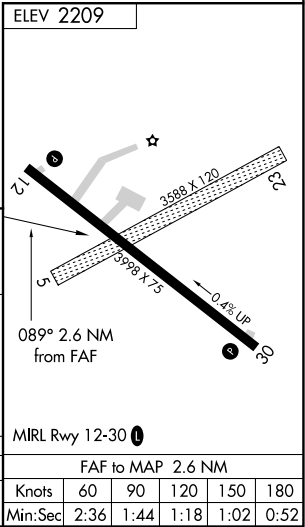 ELEV 2209
P
12
3588 X 120
23
5
3998 X 75
0.4% UP
P
30
089° 2.6 NM
from FAF
MIRL Rwy 12-30 L
FAF to MAP 2.6 NM
Knots 60 90 120 150 180
Min:Sec 2:36 1:44 1:18 1:02 0:52